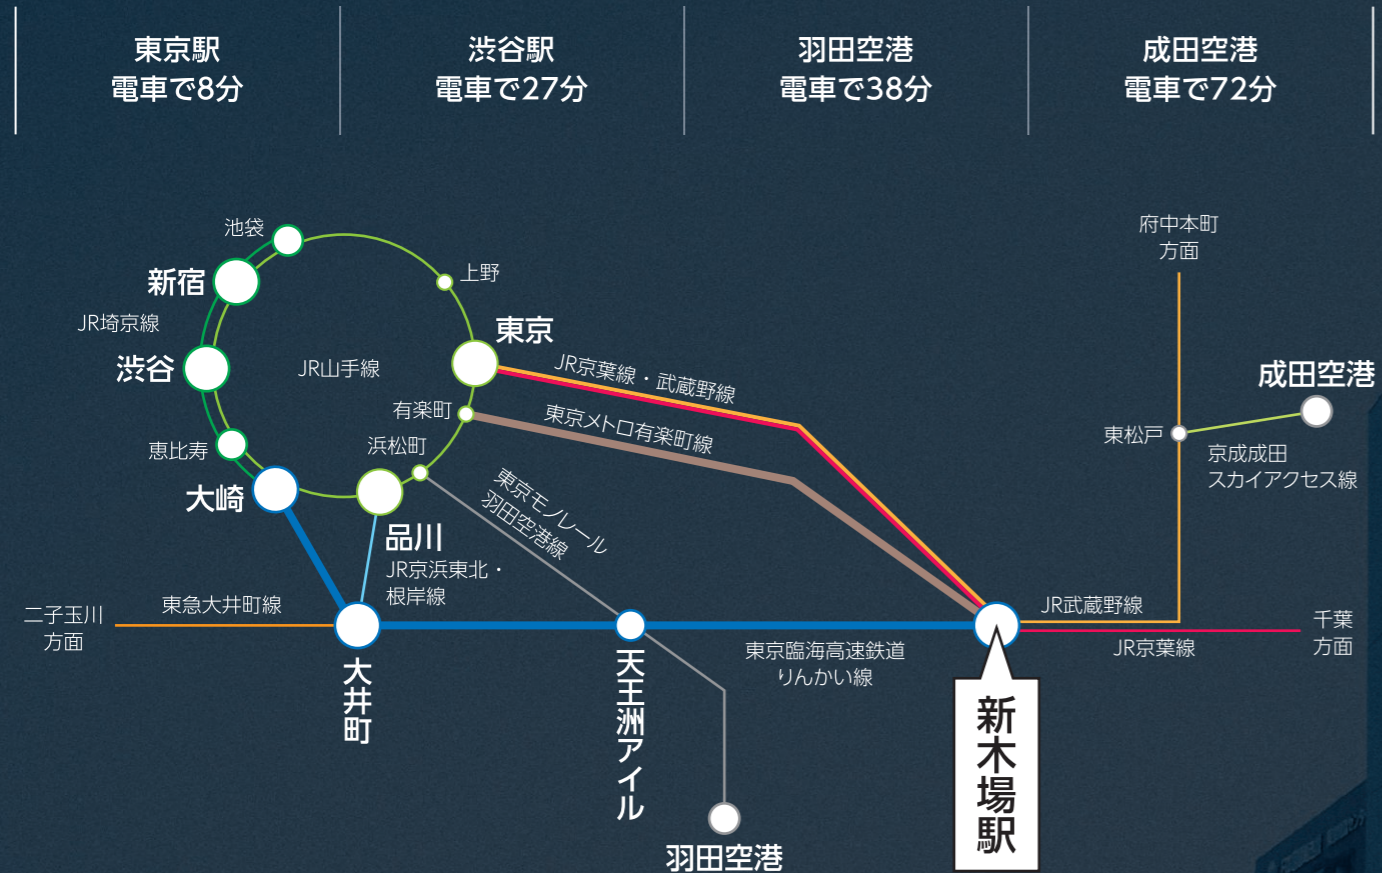 東京駅
電車で8分
渋谷駅
電車で27分
羽田空港
電車で38分
成田空港
電車で72分
池袋
新宿
JR埼京線
渋谷
恵比寿
大崎
上野
東京
JR山手線
有楽町
浜松町
品川
JR京浜東北・
根岸線
JR京葉線・武蔵野線
東京メトロ有楽町線
東京モノレール
羽田空港線
二子玉川
方面
東急大井町線
大井町
天王洲アイル
羽田空港
東京臨海高速鉄道
りんかい線
新木場駅
JR武蔵野線
JR京葉線
千葉
方面
府中本町
方面
東松戸
成田空港
京成成田
スカイアクセス線